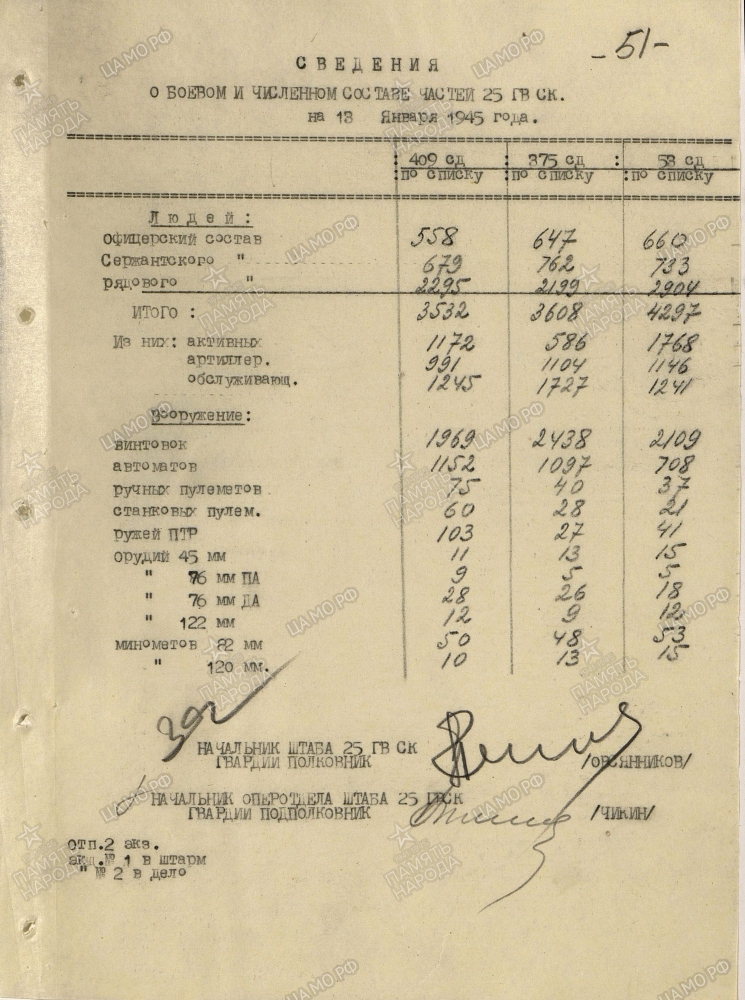 -51-
СВЕДЕНИЯ
О БОЕВОМ И ЧИСЛЕННОМ СОСТАВЕ ЧАСТЕЙ 25 ГВ СК.
на 13 Января 1945 года.
: 409 сд : 375 сд : 53 сд
:по списку :по списку :по списку
Людей:
офицерский состав 558 647 660
Сержантского " 679 762 733
рядового " 2295 2199 2904
ИТОГО : 3532 3608 4297
Из них: активных 1172 586 1768
артиллер. 991 1104 1146
обслуживающ. 1245 1727 1241
Вооружение:
винтовок 1969 2438 2109
автоматов 1152 1097 708
ручных пулеметов 75 40 37
станковых пулем. 60 28 21
ружей ПТР 103 27 41
орудий 45 мм 11 13 15
" 76 мм ПА 9 5 5
" 76 мм ДА 28 26 18
" 122 мм 12 9 12
минометов 82 мм 50 48 53
" 120 мм. 10 13 15
НАЧАЛЬНИК ШТАБА 25 ГВ СК
ГВАРДИИ ПОЛКОВНИК /ОВСЯННИКОВ/
НАЧАЛЬНИК ОПЕРОТДЕЛА ШТАБА 25 ГВСК
ГВАРДИИ ПОДПОЛКОВНИК /ЧИКИН/
отп.2 экз.
экз.№ 1 в штарм
" № 2 в дело
ЦАМО РФ
ПАМЯТЬ НАРОДА